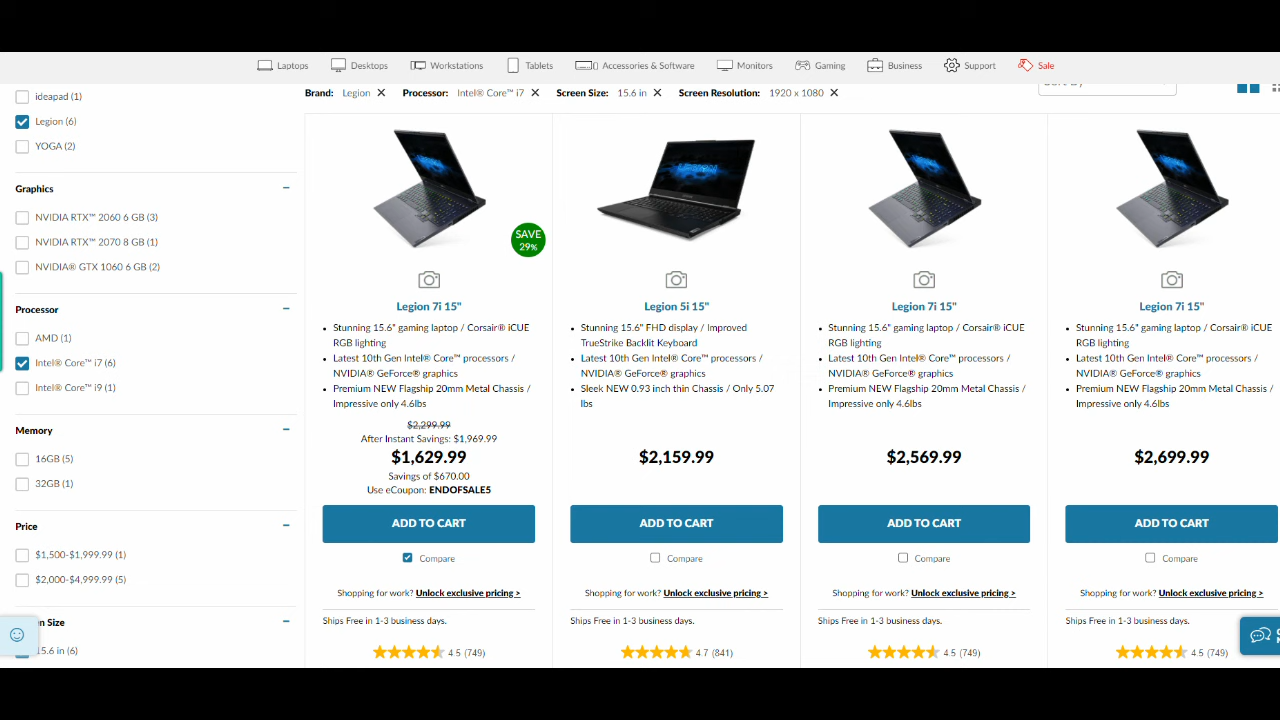 Laptops Desktops Workstations Tablets Accessories & Software Monitors Gaming Business Support Sale
Brand: Legion ✕ Processor: Intel® Core™ i7 ✕ Screen Size: 15.6 in ✕ Screen Resolution: 1920 x 1080 ✕
ideapad (1)
Legion (6)
YOGA (2)
Graphics −
NVIDIA RTX™ 2060 6 GB (3)
NVIDIA RTX™ 2070 8 GB (1)
NVIDIA® GTX 1060 6 GB (2)
Processor −
AMD (1)
Intel® Core™ i7 (6)
Intel® Core™ i9 (1)
Memory −
16GB (5)
32GB (1)
Price −
$1,500-$1,999.99 (1)
$2,000-$4,999.99 (5)
Size −
15.6 in (6)
SAVE
29%
Legion 7i 15"
• Stunning 15.6" gaming laptop / Corsair® iCUE
RGB lighting
• Latest 10th Gen Intel® Core™ processors /
NVIDIA® GeForce® graphics
• Premium NEW Flagship 20mm Metal Chassis /
Impressive only 4.6lbs
$2,299.99
After Instant Savings: $1,969.99
$1,629.99
Savings of $670.00
Use eCoupon: ENDOFSALE5
ADD TO CART
Compare
Shopping for work? Unlock exclusive pricing >
Ships Free in 1-3 business days.
4.5 (749)
Legion 5i 15"
• Stunning 15.6" FHD display / Improved
TrueStrike Backlit Keyboard
• Latest 10th Gen Intel® Core™ processors /
NVIDIA® GeForce® graphics
• Sleek NEW 0.93 inch thin Chassis / Only 5.07
lbs
$2,159.99
ADD TO CART
Compare
Shopping for work? Unlock exclusive pricing >
Ships Free in 1-3 business days.
4.7 (841)
Legion 7i 15"
• Stunning 15.6" gaming laptop / Corsair® iCUE
RGB lighting
• Latest 10th Gen Intel® Core™ processors /
NVIDIA® GeForce® graphics
• Premium NEW Flagship 20mm Metal Chassis /
Impressive only 4.6lbs
$2,569.99
ADD TO CART
Compare
Shopping for work? Unlock exclusive pricing >
Ships Free in 1-3 business days.
4.5 (749)
Legion 7i 15"
• Stunning 15.6" gaming laptop / Corsair® iCUE
RGB lighting
• Latest 10th Gen Intel® Core™ processors /
NVIDIA® GeForce® graphics
• Premium NEW Flagship 20mm Metal Chassis /
Impressive only 4.6lbs
$2,699.99
ADD TO CART
Compare
Shopping for work? Unlock exclusive pricing >
Ships Free in 1-3 business days.
4.5 (749)